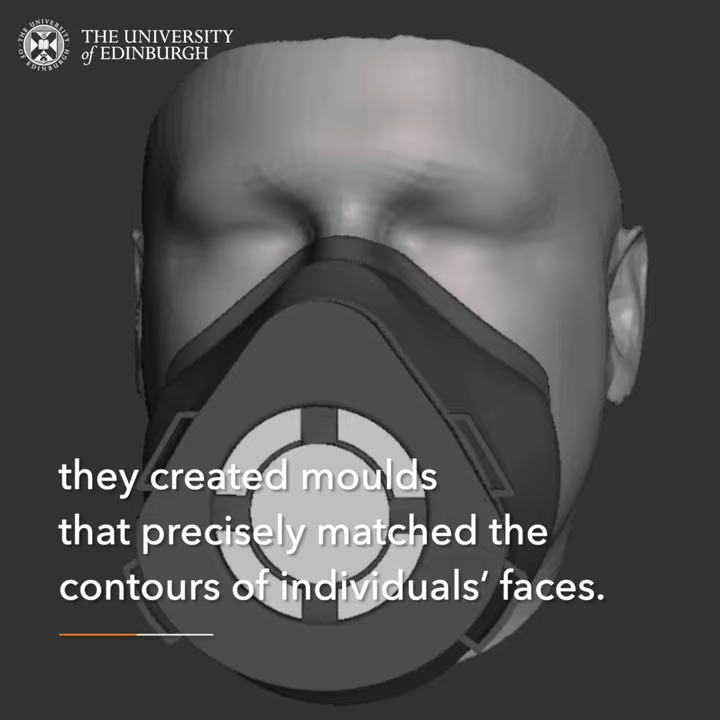 THE UNIVERSITY
of EDINBURGH
they created moulds
that precisely matched the
contours of individuals’ faces.